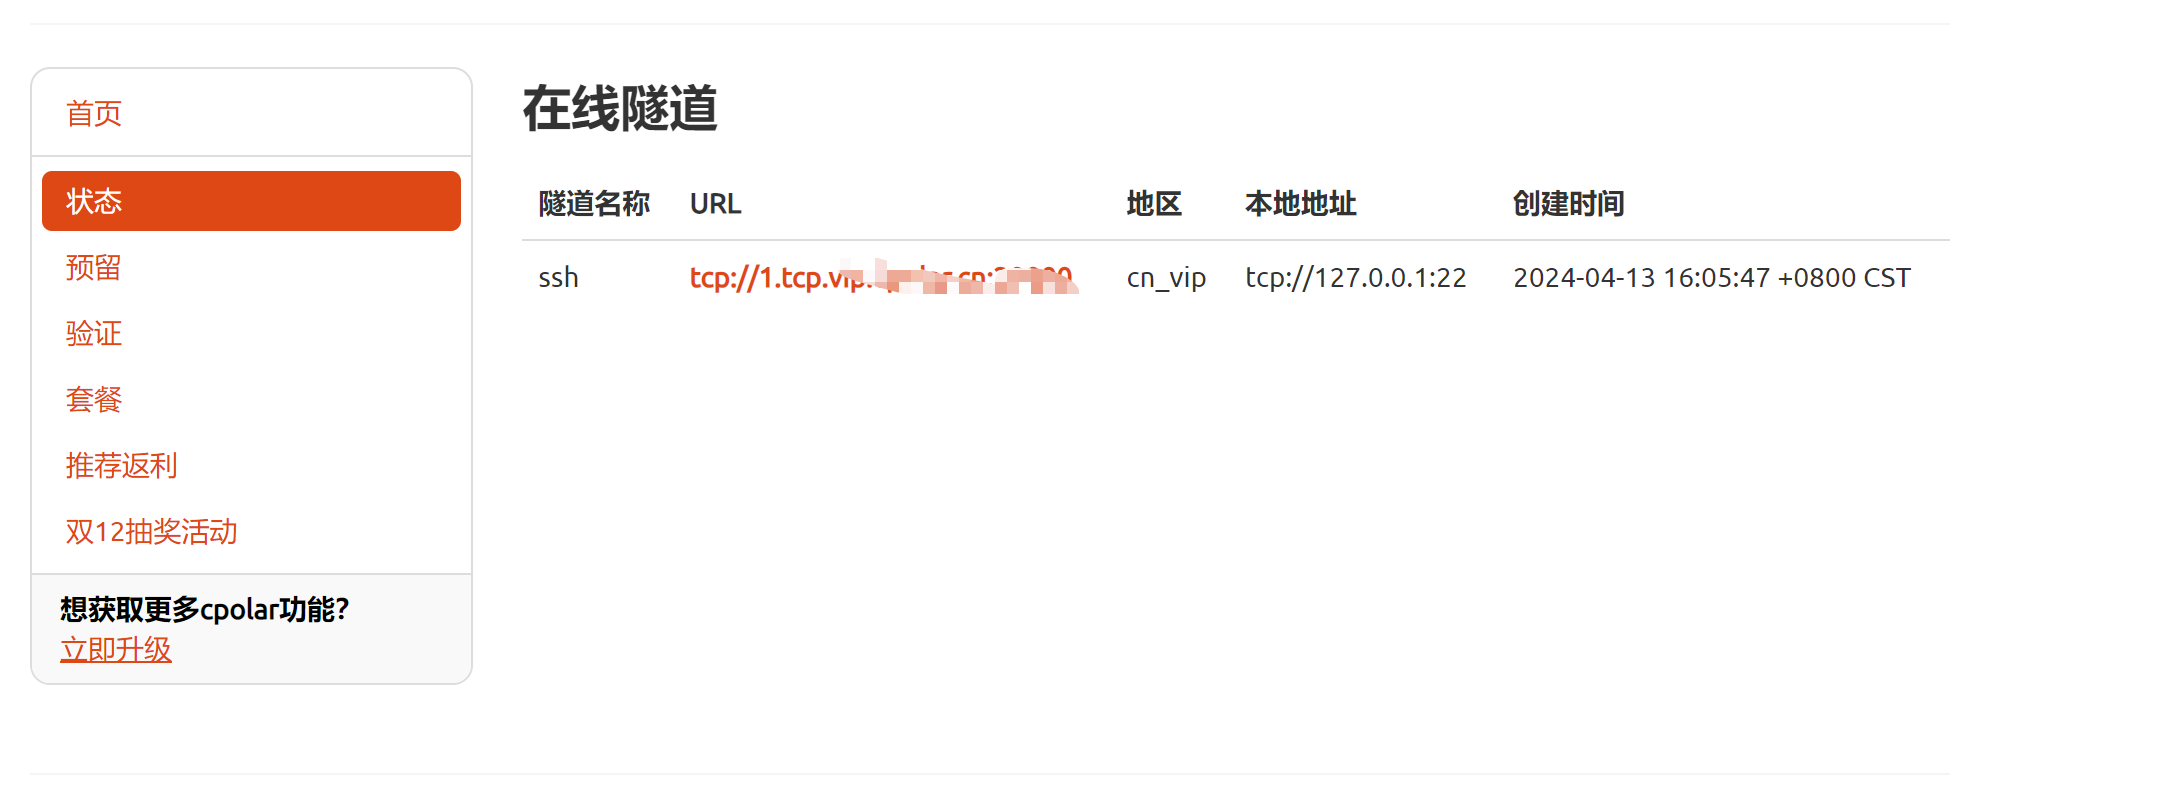 首页
状态
预留
验证
套餐
推荐返利
双12抽奖活动
想获取更多cpolar功能?
立即升级
在线隧道
隧道名称 URL 地区 本地地址 创建时间
ssh tcp://1.tcp.vip. cn_vip tcp://127.0.0.1:22 2024-04-13 16:05:47 +0800 CST